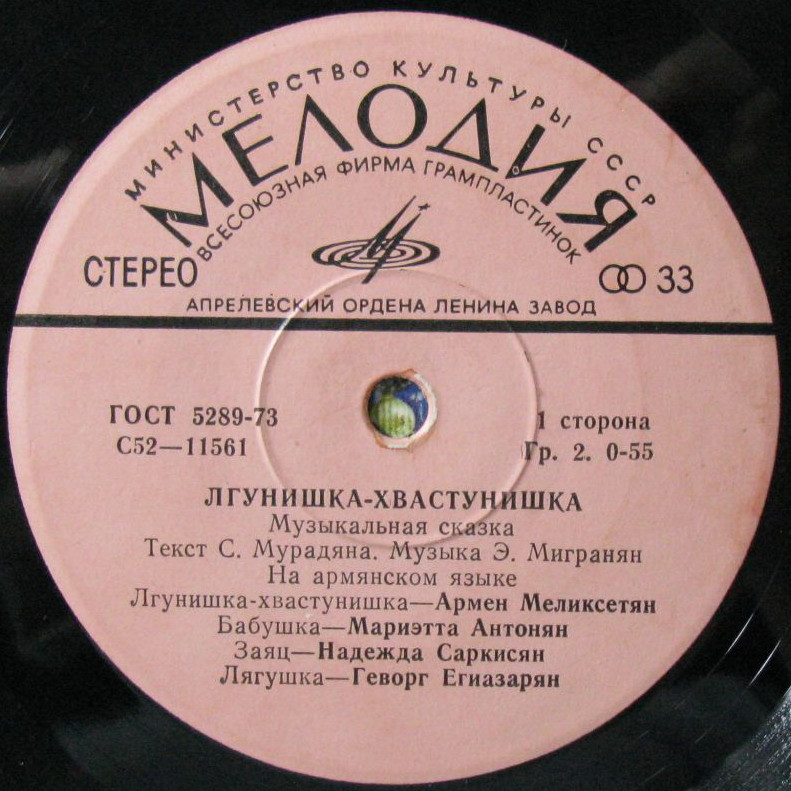 МИНИСТЕРСТВО КУЛЬТУРЫ СССР
МЕЛОДИЯ
ВСЕСОЮЗНАЯ ФИРМА ГРАМПЛАСТИНОК
СТЕРЕО
33
АПРЕЛЕВСКИЙ ОРДЕНА ЛЕНИНА ЗАВОД
ГОСТ 5289-73
1 сторона
С52—11561
Гр. 2. 0-55
ЛГУНИШКА-ХВАСТУНИШКА
Музыкальная сказка
Текст С. Мурадяна. Музыка Э. Мигранян
На армянском языке
Лгунишка-хвастунишка—Армен Меликсетян
Бабушка—Мариэтта Антонян
Заяц—Надежда Саркисян
Лягушка—Геворг Егиазарян